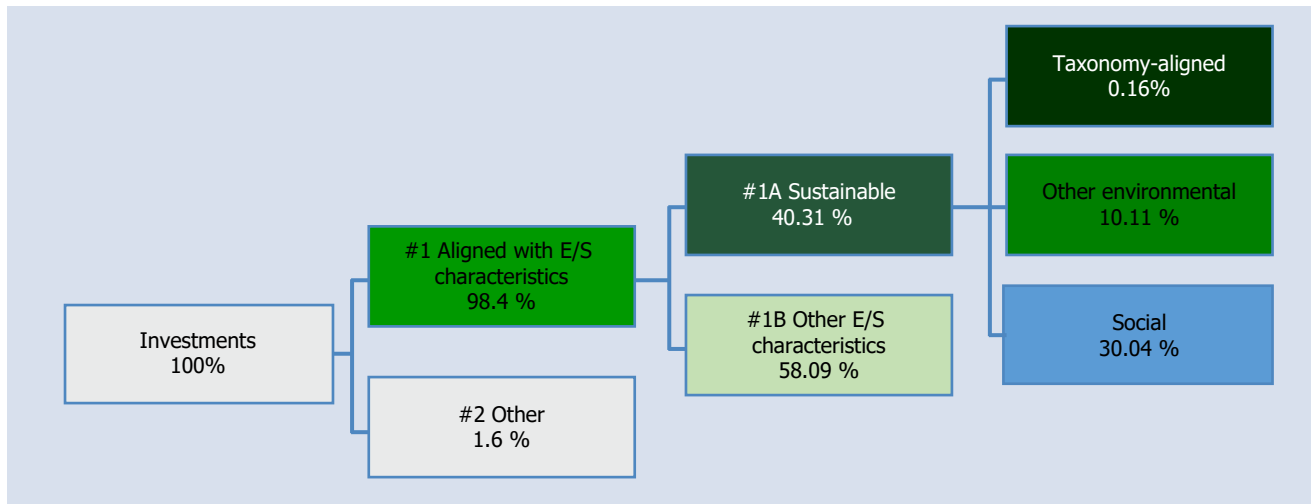 Investments
100%
#1 Aligned with E/S
characteristics
98.4 %
#2 Other
1.6 %
#1A Sustainable
40.31 %
#1B Other E/S
characteristics
58.09 %
Taxonomy-aligned
0.16%
Other environmental
10.11 %
Social
30.04 %